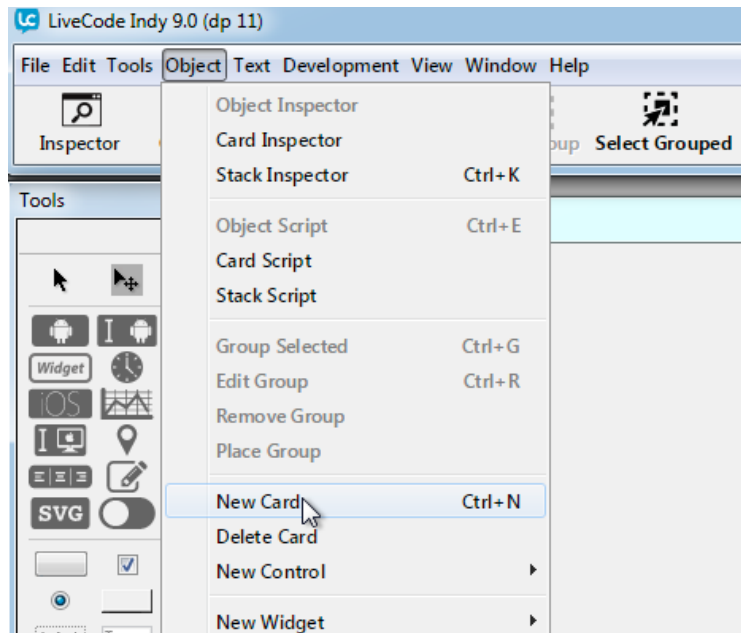 LiveCode Indy 9.0 (dp 11)
File Edit Tools Object Text Development View Window Help
Inspector
Select Grouped
Object Inspector
Card Inspector
Stack Inspector Ctrl+K
Object Script Ctrl+E
Card Script
Stack Script
Group Selected Ctrl+G
Edit Group Ctrl+R
Remove Group
Place Group
New Card Ctrl+N
Delete Card
New Control
New Widget
Tools
Widget
iOS
SVG